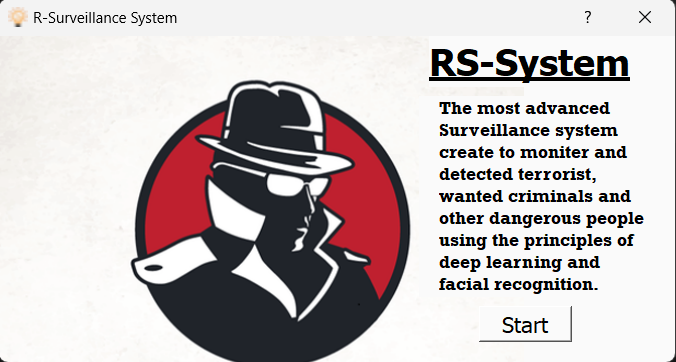 R-Surveillance System
?
RS-System
The most advanced
Surveillance system
create to moniter and
detected terrorist,
wanted criminals and
other dangerous people
using the principles of
deep learning and
facial recognition.
Start